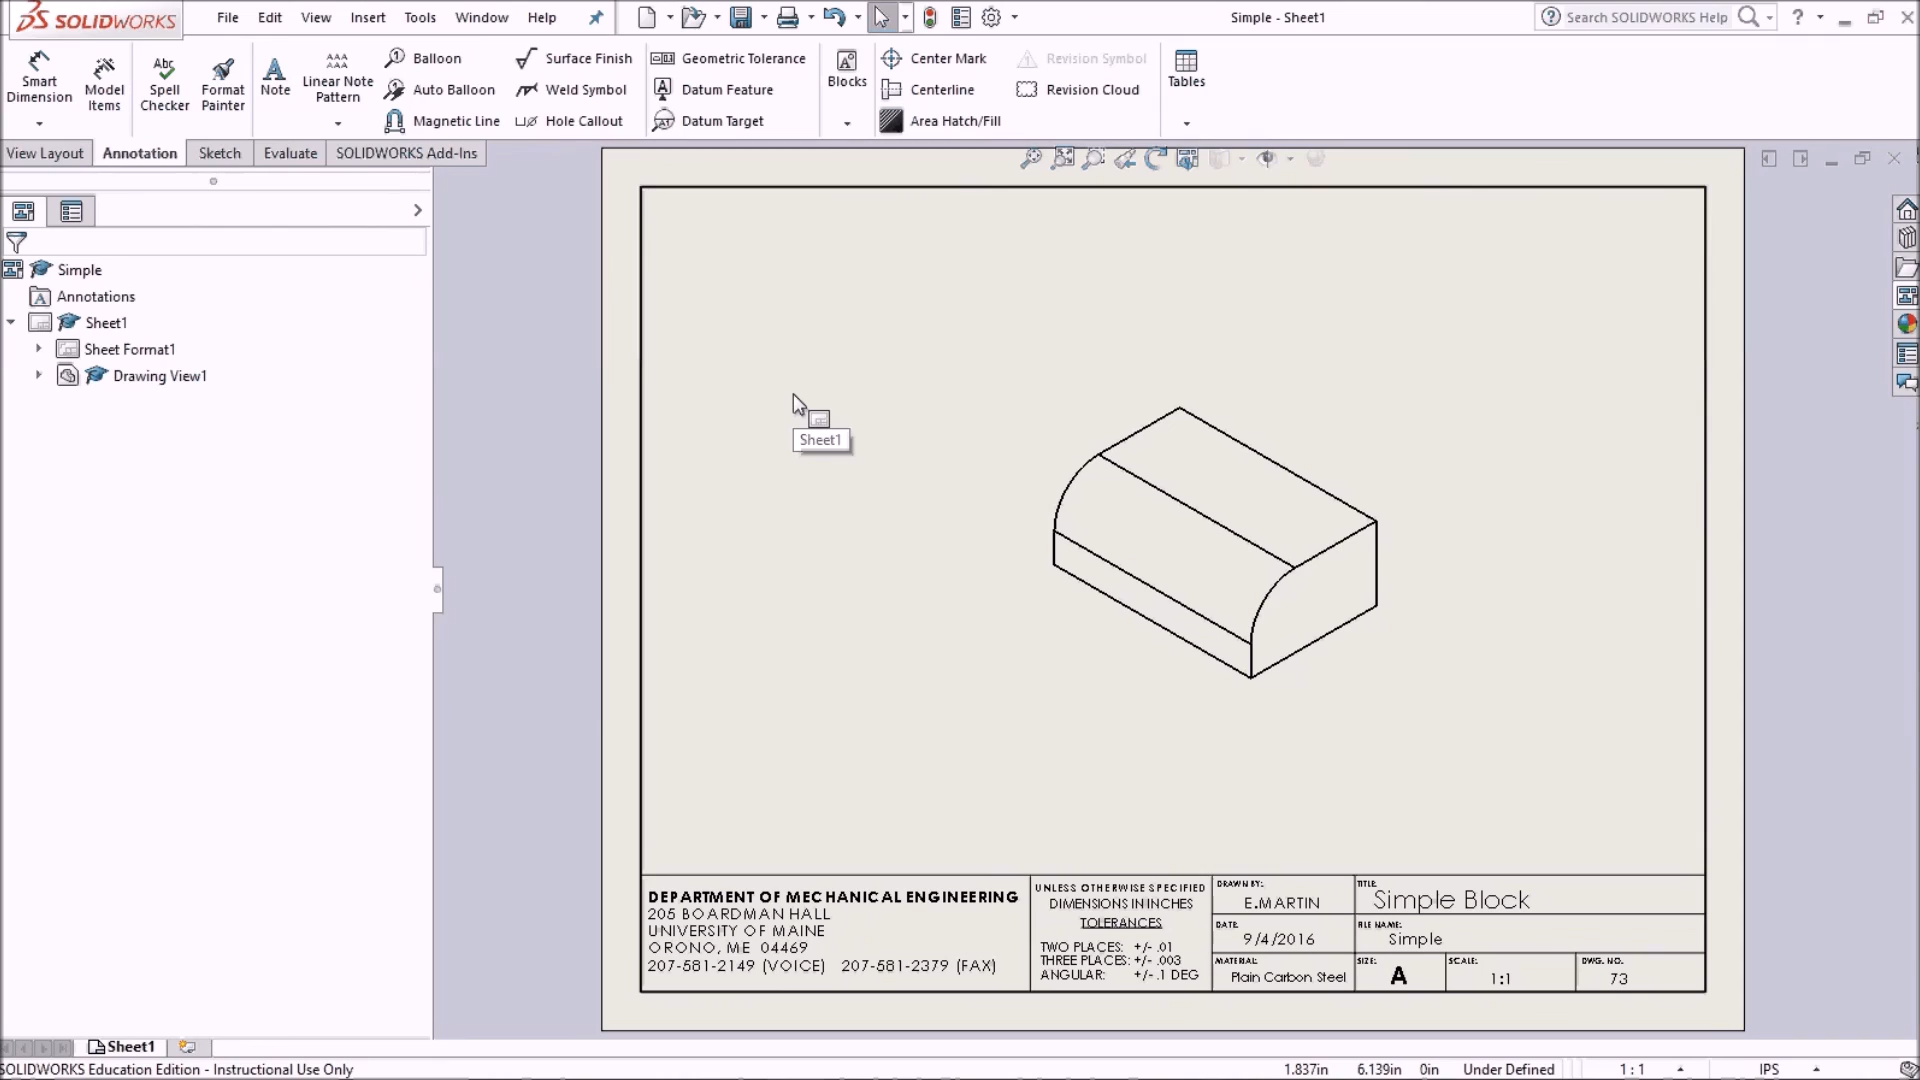 SOLIDWORKS File Edit View Insert Tools Window Help Simple - Sheet1 Search SOLIDWORKS Help ?
Smart Dimension
Model Items
Abc
Spell Checker
Format Painter
Note
Linear Note Pattern
Balloon
Auto Balloon
Magnetic Line
Surface Finish
Weld Symbol
Hole Callout
Geometric Tolerance
Datum Feature
Datum Target
Blocks
Center Mark
Centerline
Area Hatch/Fill
Revision Symbol
Revision Cloud
Tables
View Layout Annotation Sketch Evaluate SOLIDWORKS Add-Ins
Simple
Annotations
Sheet1
Sheet Format1
Drawing View1
Sheet1
DEPARTMENT OF MECHANICAL ENGINEERING
205 BOARDMAN HALL
UNIVERSITY OF MAINE
ORONO, ME 04469
207-581-2149 (VOICE) 207-581-2379 (FAX)
UNLESS OTHERWISE SPECIFIED
DIMENSIONS IN INCHES
TOLERANCES
TWO PLACES: +/- .01
THREE PLACES: +/- .003
ANGULAR: +/- .1 DEG
DRAWN BY:
E.MARTIN
DATE:
9/4/2016
MATERIAL:
Plain Carbon Steel
TITLE:
Simple Block
FILE NAME:
Simple
SIZE:
A
SCALE:
1:1
DWG. NO.
73
Sheet1
SOLIDWORKS Education Edition - Instructional Use Only 1.837in 6.139in 0in Under Defined 1 : 1 IPS